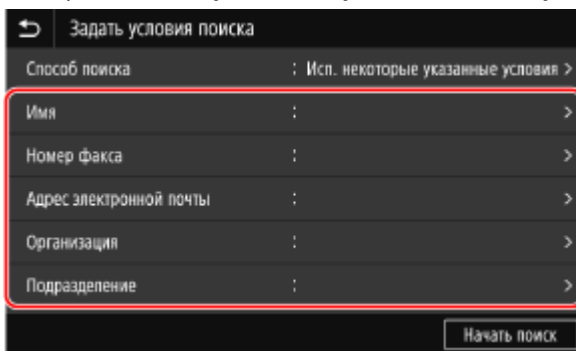 Задать условия поиска
Способ поиска : Исп. некоторые указанные условия >
Имя : >
Номер факса : >
Адрес электронной почты : >
Организация : >
Подразделение : >
Начать поиск